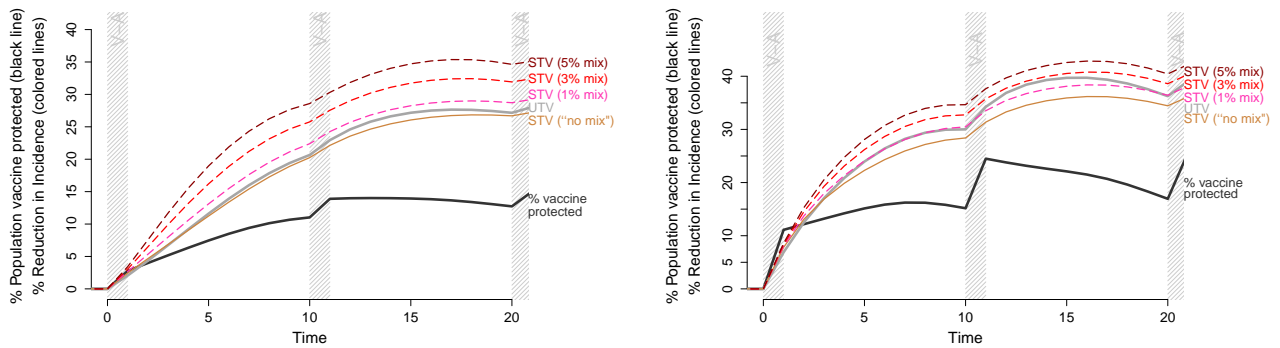 % Population vaccine protected (black line)
% Reduction in Incidence (colored lines)
40
35
30
25
20
15
10
5
0
V−A
V−A
V−A
STV (5% mix)
STV (3% mix)
STV (1% mix)
UTV
STV ("no mix")
% vaccine
protected
0
5
10
15
20
Time
% Population vaccine protected (black line)
% Reduction in Incidence (colored lines)
40
30
20
10
5
0
V−A
V−A
V−A
STV (5% mix)
STV (3% mix)
STV (1% mix)
UTV
STV ("no mix")
% vaccine
protected
0
5
10
15
20
Time